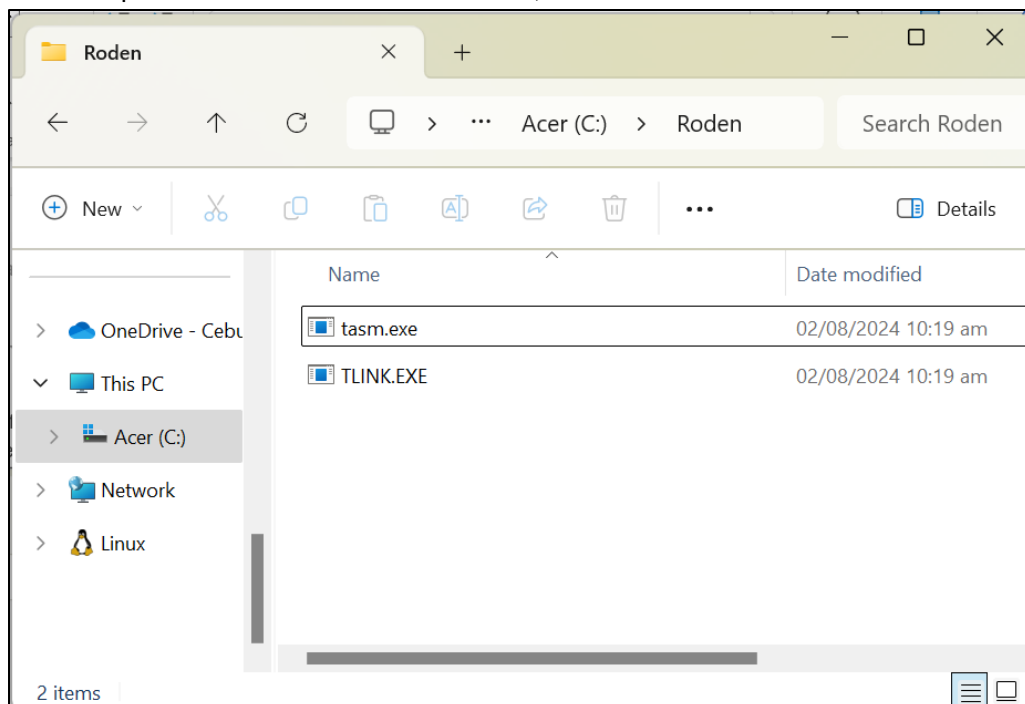 Roden
Acer (C:) > Roden
Search Roden
New
Details
Name
Date modified
OneDrive - Cebu
tasm.exe
02/08/2024 10:19 am
This PC
TLINK.EXE
02/08/2024 10:19 am
Acer (C:)
Network
Linux
2 items